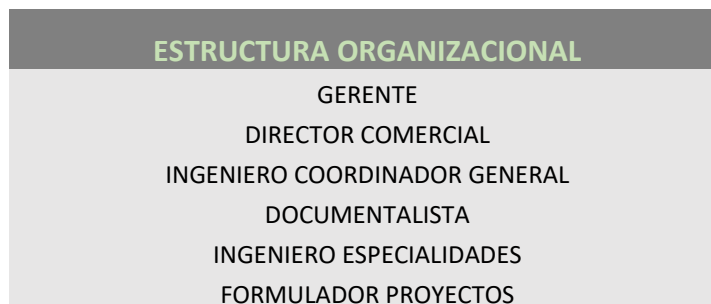 ESTRUCTURA ORGANIZACIONAL
GERENTE
DIRECTOR COMERCIAL
INGENIERO COORDINADOR GENERAL
DOCUMENTALISTA
INGENIERO ESPECIALIDADES
FORMULADOR PROYECTOS